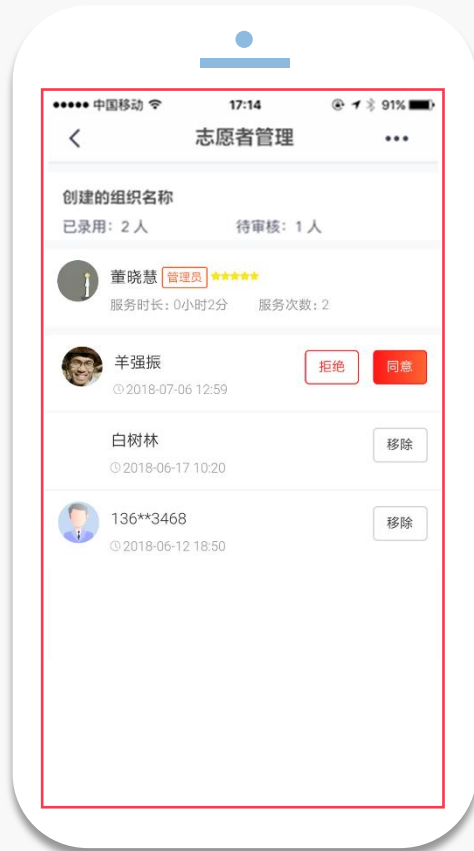 中国移动 17:14 91%
志愿者管理
创建的组织名称
已录用：2 人 待审核：1 人
董晓慧 管理员
服务时长：0小时2分 服务次数：2
羊强振 拒绝 同意
2018-07-06 12:59
白树林 移除
2018-06-17 10:20
136**3468 移除
2018-06-12 18:50